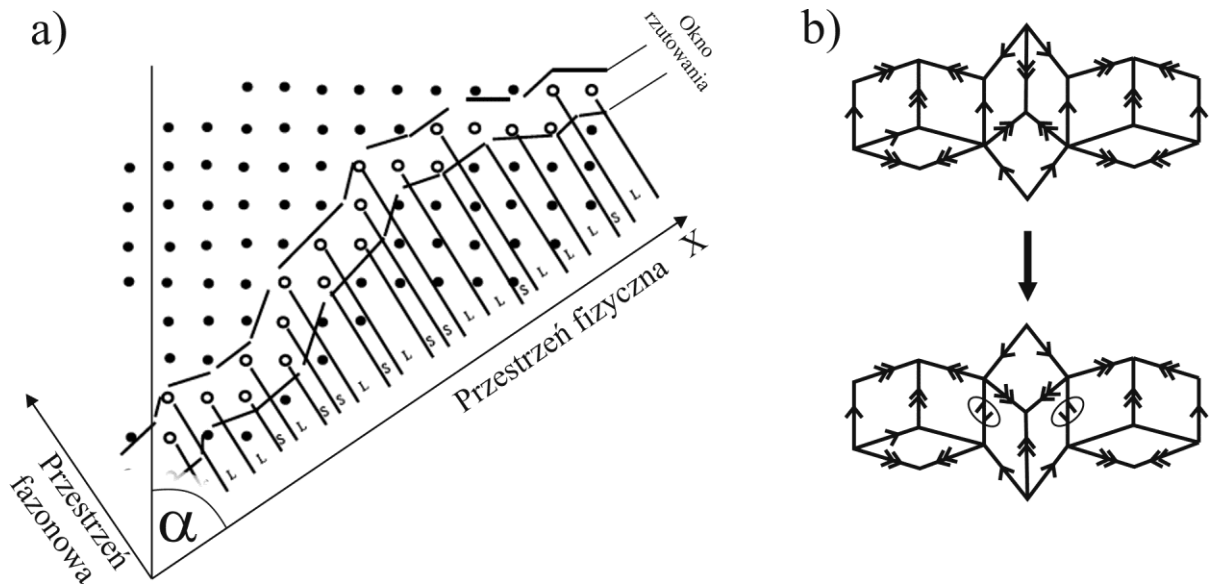 a)
Okno
rzutowania
L L S L S S L S L S S L L S L L L S L
X
Przestrzeń fizyczna
Przestrzeń
fazonowa
α
b)